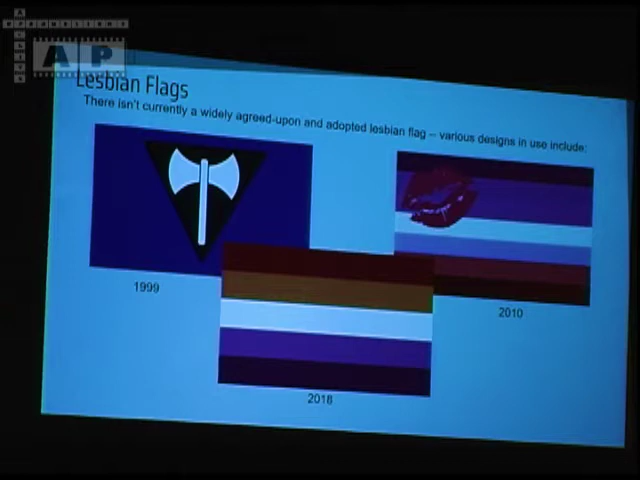 AP
ARCHIVE
Lesbian Flags
There isn't currently a widely agreed-upon and adopted lesbian flag – various designs in use include:
1999
2010
2018